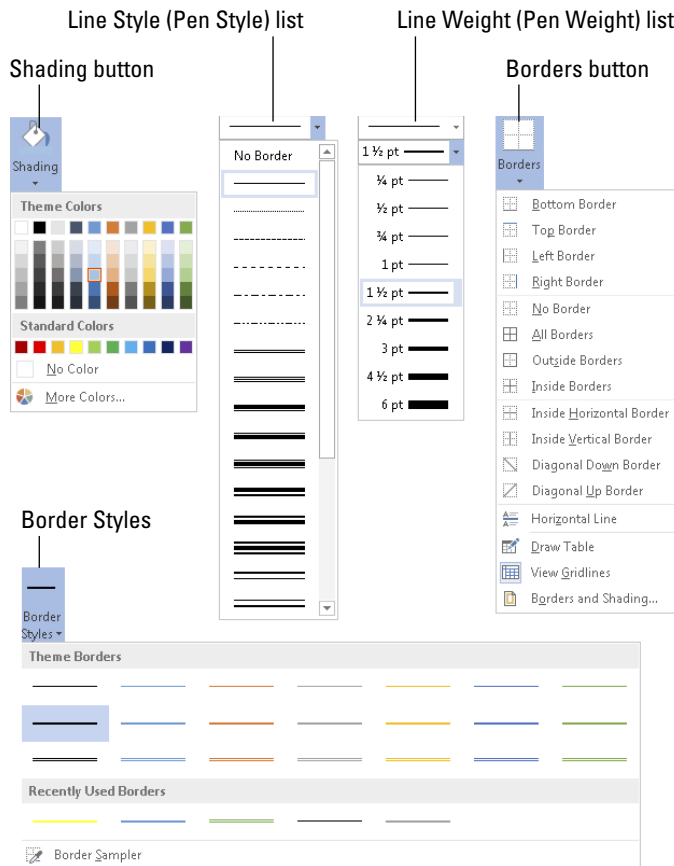 Line Style (Pen Style) list
Line Weight (Pen Weight) list
Shading button
Borders button
Shading
Theme Colors
Standard Colors
No Color
More Colors...
No Border
1 ½ pt
¼ pt
½ pt
¾ pt
1 pt
1 ½ pt
2 ¼ pt
3 pt
4 ½ pt
6 pt
Borders
Bottom Border
Top Border
Left Border
Right Border
No Border
All Borders
Outside Borders
Inside Borders
Inside Horizontal Border
Inside Vertical Border
Diagonal Down Border
Diagonal Up Border
Horizontal Line
Draw Table
View Gridlines
Borders and Shading...
Border Styles
Border
Styles
Theme Borders
Recently Used Borders
Border Sampler